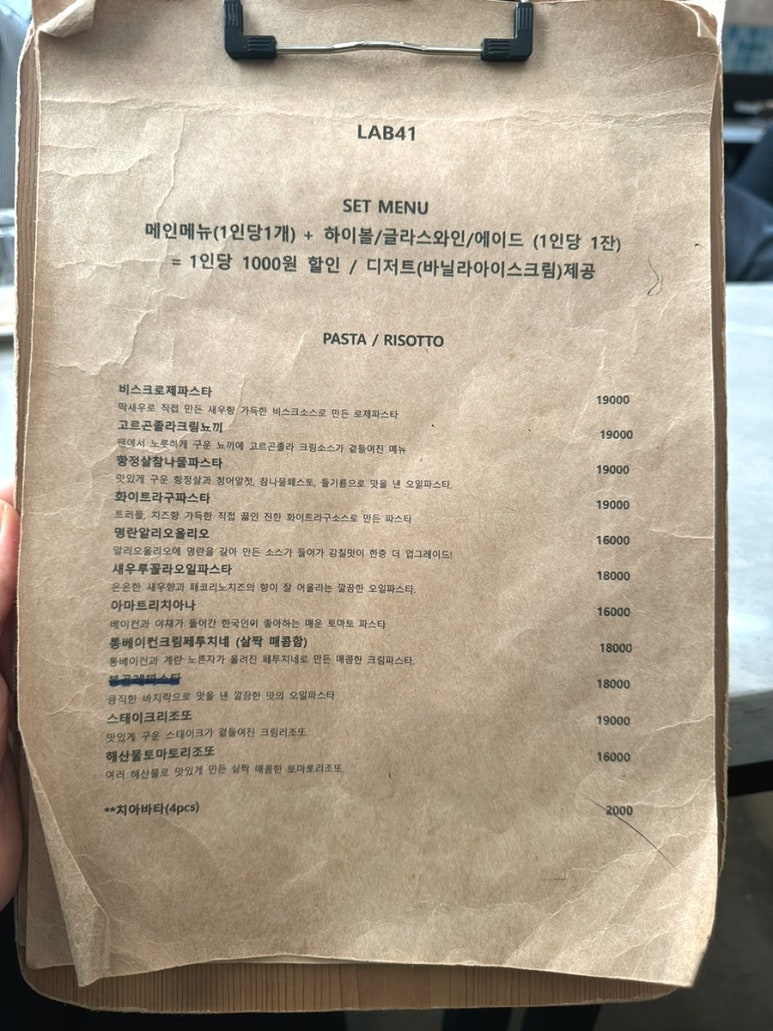 LAB41
SET MENU
메인메뉴(1인당1개) + 하이볼/글라스와인/에이드 (1인당 1잔)
= 1인당 1000원 할인 / 디저트(바닐라아이스크림)제공
PASTA / RISOTTO
비스크로제파스타 19000
딱새우로 직접 만든 새우향 가득한 비스크소스로 만든 로제파스타
고르곤졸라크림뇨끼 19000
팬에서 노릇하게 구운 뇨끼에 고르곤졸라 크림소스가 곁들여진 메뉴
항정살참나물파스타 19000
맛있게 구운 항정살과 청어알젓, 참나물페스토, 들기름으로 맛을 낸 오일파스타.
화이트라구파스타 19000
트러플, 치즈향 가득한 직접 끓인 진한 화이트라구소스로 만든 파스타
명란알리오올리오 16000
알리오올리오에 명란을 갈아 만든 소스가 들어가 감칠맛이 한층 더 업그레이드!
새우루꼴라오일파스타 18000
은은한 새우향과 페코리노치즈의 향이 잘 어울리는 깔끔한 오일파스타.
아마트리치아나 16000
베이컨과 야채가 들어간 한국인이 좋아하는 매운 토마토 파스타
통베이컨크림페투치네 (살짝 매콤함) 18000
통베이컨과 계란 노른자가 올려진 페투치네로 만든 매콤한 크림파스타.
봉골레파스타 18000
큼직한 바지락으로 맛을 낸 깔끔한 맛의 오일파스타
스테이크리조또 19000
맛있게 구운 스테이크가 곁들여진 크림리조또.
해산물토마토리조또 16000
여러 해산물로 맛있게 만든 살짝 매콤한 토마토리조또.
**치아바타(4pcs) 2000